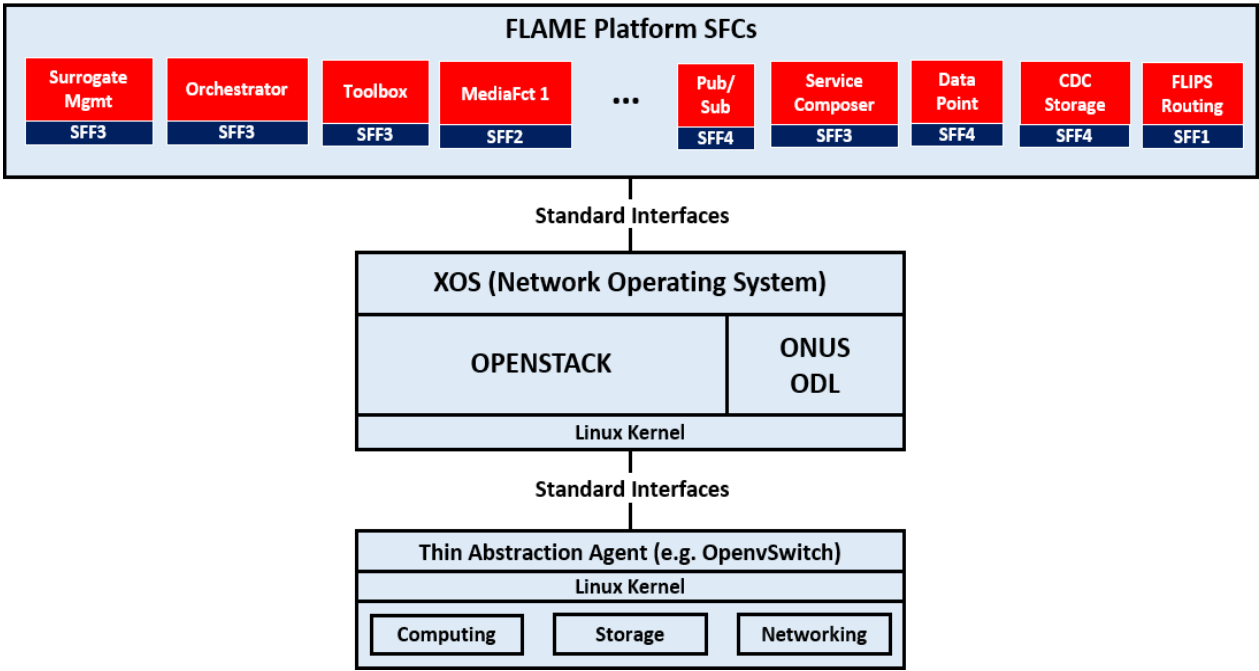 FLAME Platform SFCs
Surrogate
Mgmt
SFF3
Orchestrator
SFF3
Toolbox
SFF3
MediaFct 1
SFF2
...
Pub/
Sub
SFF4
Service
Composer
SFF3
Data
Point
SFF4
CDC
Storage
SFF4
FLIPS
Routing
SFF1
Standard Interfaces
XOS (Network Operating System)
OPENSTACK
ONUS
ODL
Linux Kernel
Standard Interfaces
Thin Abstraction Agent (e.g. OpenvSwitch)
Linux Kernel
Computing
Storage
Networking